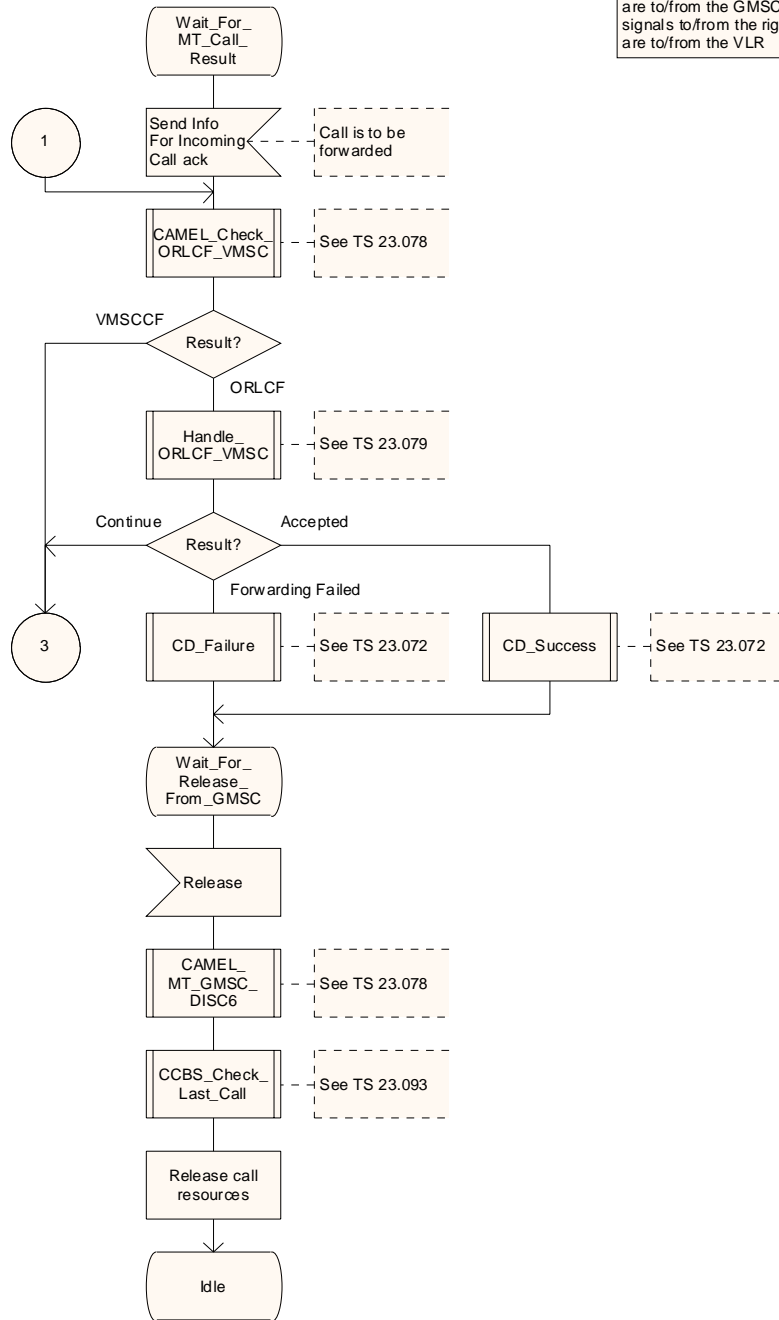 are to/from the GMSC
signals to/from the
are to/from the VLR
Wait_For_
MT_Call_
Result
1
Send Info
For Incoming
Call ack
Call is to be
forwarded
CAMEL_Check_
ORLCF_VMSC
See TS 23.078
VMSCCF
Result?
ORLCF
Handle_
ORLCF_VMSC
See TS 23.079
Continue
Result?
Accepted
Forwarding Failed
3
CD_Failure
See TS 23.072
CD_Success
See TS 23.072
Wait_For_
Release_
From_GMSC
Release
CAMEL_
MT_GMSC_
DISC6
See TS 23.078
CCBS_Check_
Last_Call
See TS 23.093
Release call
resources
Idle